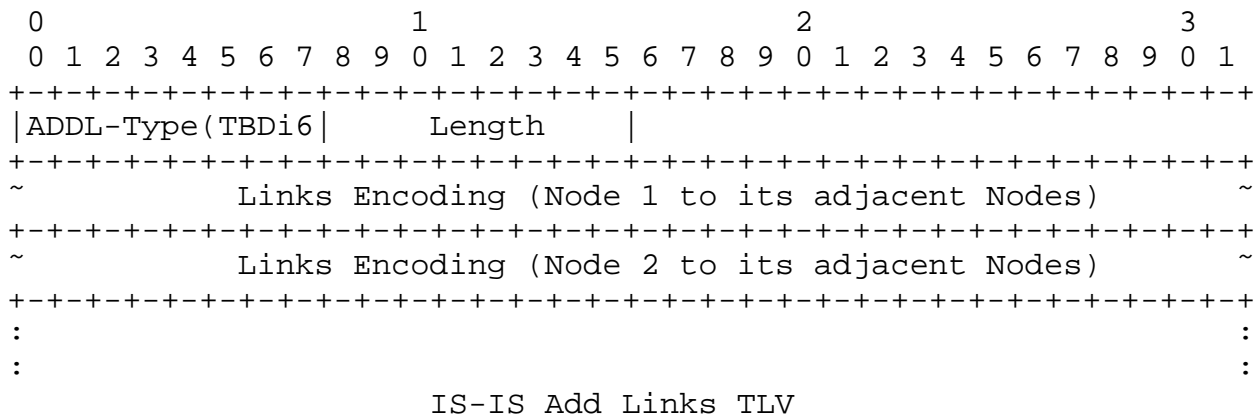 0                   1                   2                   3
 0 1 2 3 4 5 6 7 8 9 0 1 2 3 4 5 6 7 8 9 0 1 2 3 4 5 6 7 8 9 0 1
+-+-+-+-+-+-+-+-+-+-+-+-+-+-+-+-+-+-+-+-+-+-+-+-+-+-+-+-+-+-+-+-+
|ADDL-Type(TBDi6|     Length    |
+-+-+-+-+-+-+-+-+-+-+-+-+-+-+-+-+-+-+-+-+-+-+-+-+-+-+-+-+-+-+-+-+
~           Links Encoding (Node 1 to its adjacent Nodes)       ~
+-+-+-+-+-+-+-+-+-+-+-+-+-+-+-+-+-+-+-+-+-+-+-+-+-+-+-+-+-+-+-+-+
~           Links Encoding (Node 2 to its adjacent Nodes)       ~
+-+-+-+-+-+-+-+-+-+-+-+-+-+-+-+-+-+-+-+-+-+-+-+-+-+-+-+-+-+-+-+-+
:                                                               :
:                                                               :
                      IS-IS Add Links TLV